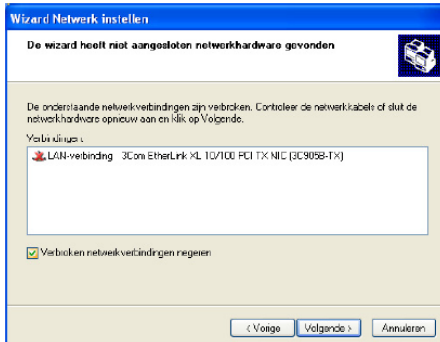 Wizard Netwerk instellen
De wizard heeft niet aangesloten netwerkhardware gevonden
De onderstaande netwerkverbindingen zijn verbroken. Controleer de netwerkkabels of sluit de
netwerkhardware opnieuw aan en klik op Volgende.
Verbindingen:
LAN-verbinding 3Com EtherLink XL 10/100 PCI TX NIC (3C905B-TX)
Verbroken netwerkverbindingen negeren
< Vorige Volgende > Annuleren